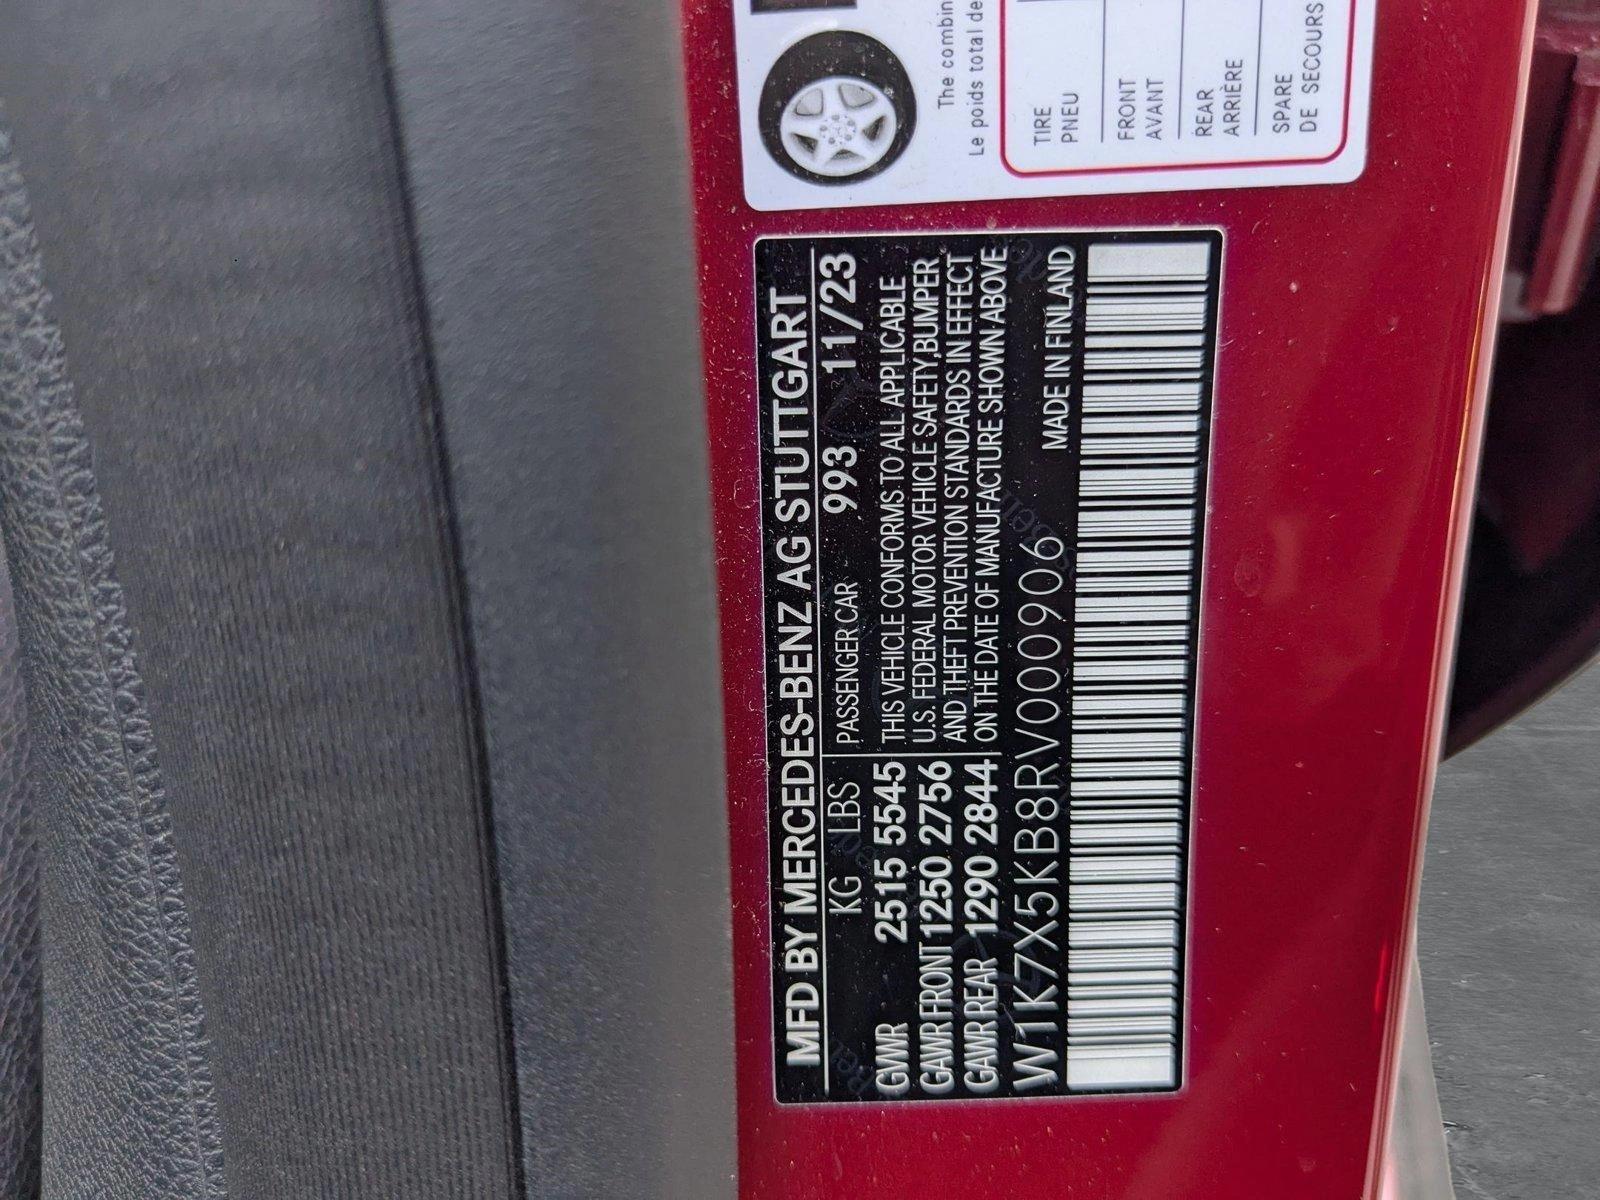 The combin
Le poids total de
TIRE
PNEU
FRONT
AVANT
REAR
ARRIÈRE
SPARE
DE SECOURS
MFD BY MERCEDES-BENZ AG STUTTGART
KG LBS PASSENGER CAR 993 11/23
GVWR 2515 5545 THIS VEHICLE CONFORMS TO ALL APPLICABLE
GAWR FRONT 1250 2756 U.S. FEDERAL MOTOR VEHICLE SAFETY, BUMPER,
GAWR REAR 1290 2844 AND THEFT PREVENTION STANDARDS IN EFFECT
ON THE DATE OF MANUFACTURE SHOWN ABOVE
W1K7X5KB8RV000906 MADE IN FINLAND